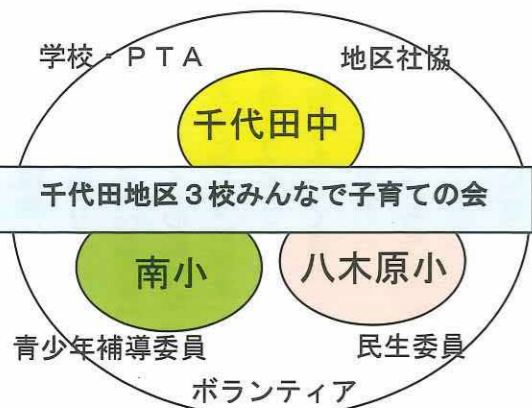 学校・ＰＴＡ
地区社協
千代田中
千代田地区３校みんなで子育ての会
南小
八木原小
青少年補導委員
民生委員
ボランティア